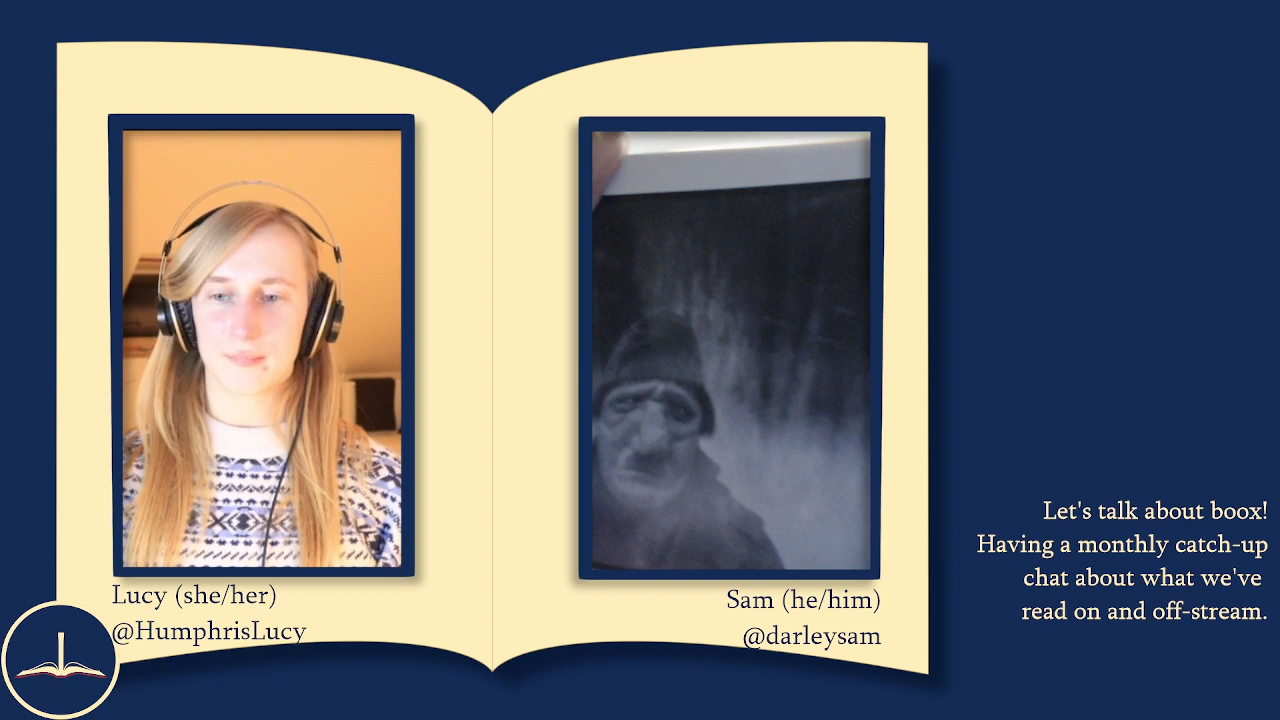 Lucy (she/her)
@HumphrisLucy
Sam (he/him)
@darleysam
Let's talk about boox!
Having a monthly catch-up
chat about what we've
read on and off-stream.